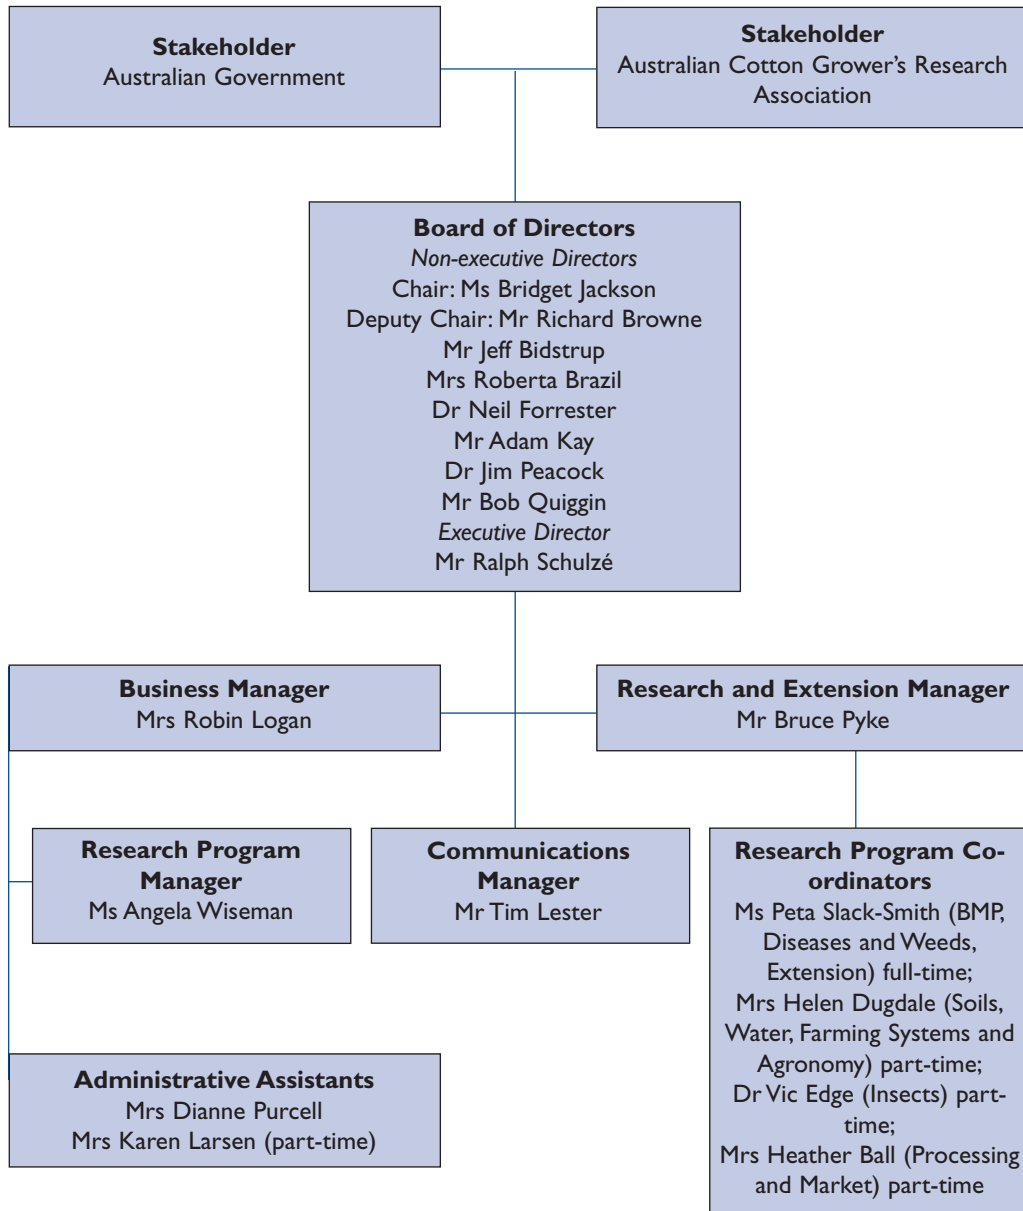 Stakeholder
Australian Government
Stakeholder
Australian Cotton Grower's Research
Association
Board of Directors
Non-executive Directors
Chair: Ms Bridget Jackson
Deputy Chair: Mr Richard Browne
Mr Jeff Bidstrup
Mrs Roberta Brazil
Dr Neil Forrester
Mr Adam Kay
Dr Jim Peacock
Mr Bob Quiggin
Executive Director
Mr Ralph Schulzé
Business Manager
Mrs Robin Logan
Research and Extension Manager
Mr Bruce Pyke
Research Program
Manager
Ms Angela Wiseman
Communications
Manager
Mr Tim Lester
Research Program Co-
ordinators
Ms Peta Slack-Smith (BMP,
Diseases and Weeds,
Extension) full-time;
Mrs Helen Dugdale (Soils,
Water, Farming Systems and
Agronomy) part-time;
Dr Vic Edge (Insects) part-
time;
Mrs Heather Ball (Processing
and Market) part-time
Administrative Assistants
Mrs Dianne Purcell
Mrs Karen Larsen (part-time)